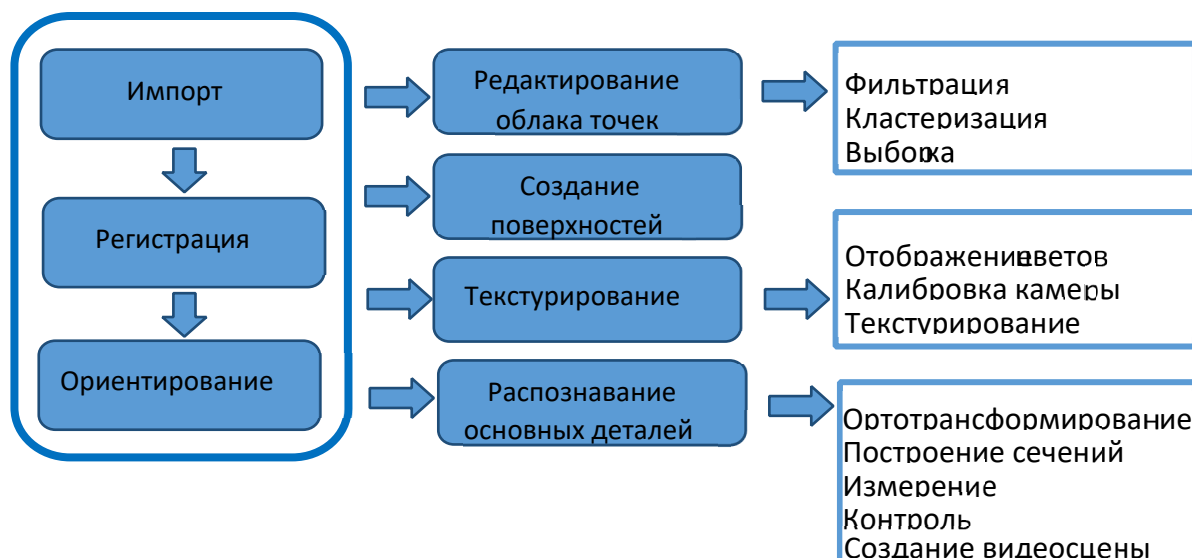 Импорт
Регистрация
Ориентирование
Редактирование
облака точек
Создание
поверхностей
Текстурирование
Распознавание
основных деталей
Фильтрация
Кластеризация
Выборка
Отображение цветов
Калибровка камеры
Текстурирование
Ортотрансформирование
Построение сечений
Измерение
Контроль
Создание видеосцены